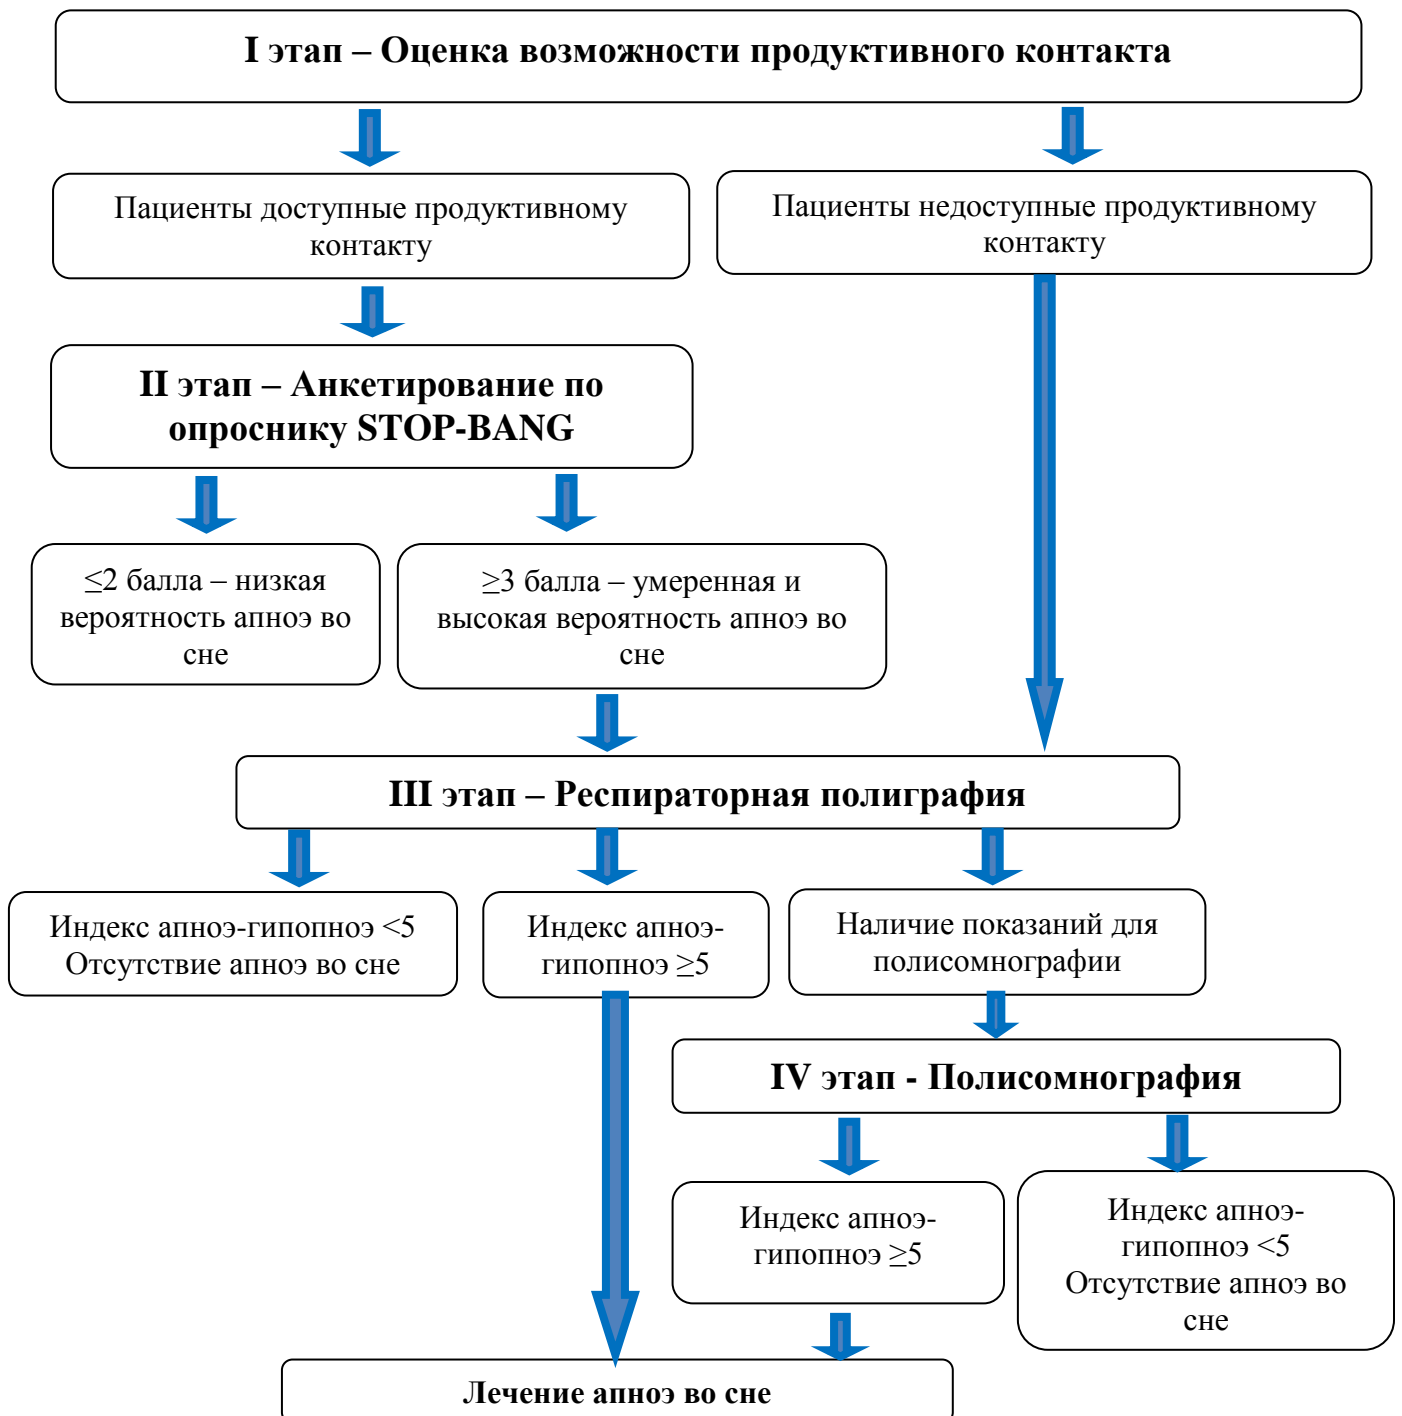 I этап – Оценка возможности продуктивного контакта
Пациенты доступные продуктивному
контакту
Пациенты недоступные продуктивному
контакту
II этап – Анкетирование по
опроснику STOP-BANG
≤2 балла – низкая
вероятность апноэ во
сне
≥3 балла – умеренная и
высокая вероятность апноэ во
сне
III этап – Респираторная полиграфия
Индекс апноэ-гипопноэ <5
Отсутствие апноэ во сне
Индекс апноэ-
гипопноэ ≥5
Наличие показаний для
полисомнографии
IV этап - Полисомнография
Индекс апноэ-
гипопноэ ≥5
Индекс апноэ-
гипопноэ <5
Отсутствие апноэ во
сне
Лечение апноэ во сне